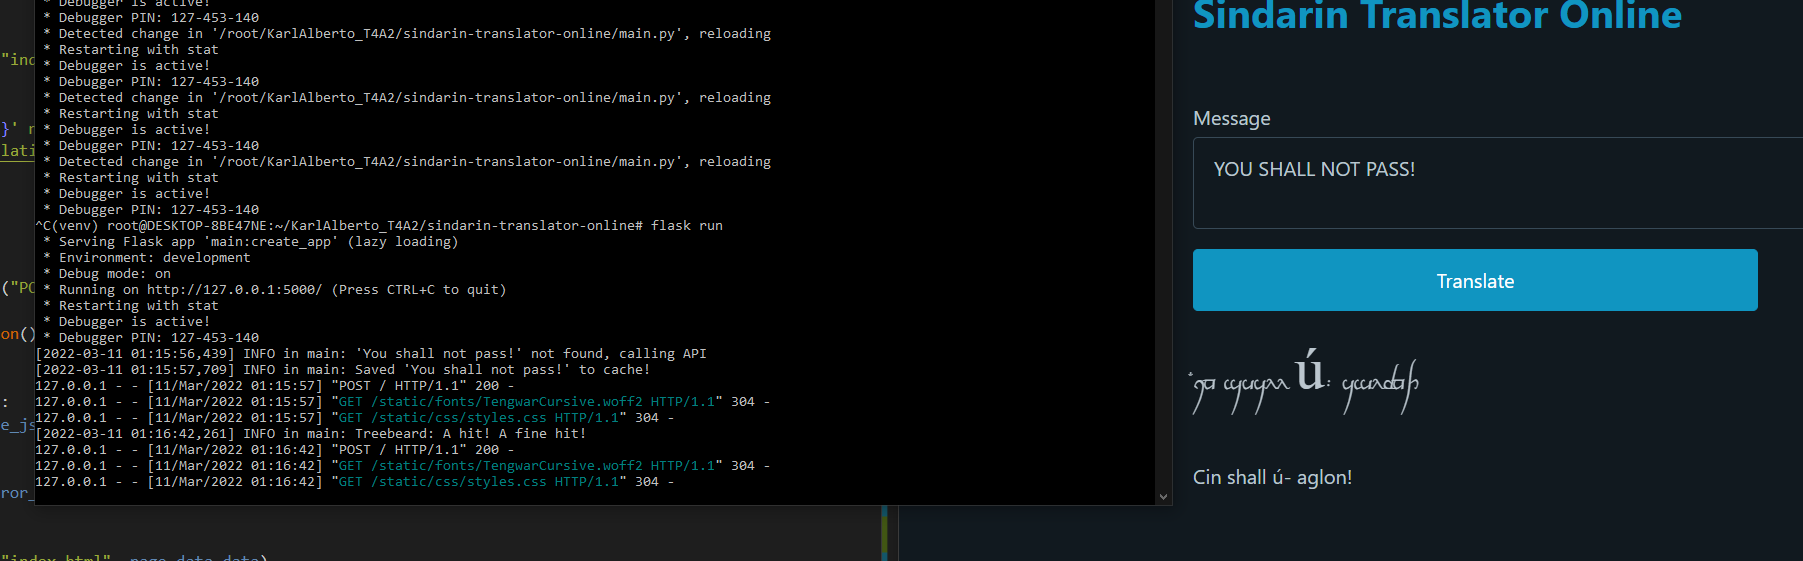 * Debugger is active!
* Debugger PIN: 127-453-140
* Detected change in '/root/KarlAlberto_T4A2/sindarin-translator-online/main.py', reloading
* Restarting with stat
* Debugger is active!
* Debugger PIN: 127-453-140
* Detected change in '/root/KarlAlberto_T4A2/sindarin-translator-online/main.py', reloading
* Restarting with stat
* Debugger is active!
* Debugger PIN: 127-453-140
* Detected change in '/root/KarlAlberto_T4A2/sindarin-translator-online/main.py', reloading
* Restarting with stat
* Debugger is active!
* Debugger PIN: 127-453-140
^C(venv) root@DESKTOP-8BE47NE:~/KarlAlberto_T4A2/sindarin-translator-online# flask run
* Serving Flask app 'main:create_app' (lazy loading)
* Environment: development
* Debug mode: on
* Running on http://127.0.0.1:5000/ (Press CTRL+C to quit)
* Restarting with stat
* Debugger is active!
* Debugger PIN: 127-453-140
[2022-03-11 01:15:56,439] INFO in main: 'You shall not pass!' not found, calling API
[2022-03-11 01:15:57,709] INFO in main: Saved 'You shall not pass!' to cache!
127.0.0.1 - - [11/Mar/2022 01:15:57] "POST / HTTP/1.1" 200 -
127.0.0.1 - - [11/Mar/2022 01:15:57] "GET /static/fonts/TengwarCursive.woff2 HTTP/1.1" 304 -
127.0.0.1 - - [11/Mar/2022 01:15:57] "GET /static/css/styles.css HTTP/1.1" 304 -
[2022-03-11 01:16:42,261] INFO in main: Treebeard: A hit! A fine hit!
127.0.0.1 - - [11/Mar/2022 01:16:42] "POST / HTTP/1.1" 200 -
127.0.0.1 - - [11/Mar/2022 01:16:42] "GET /static/fonts/TengwarCursive.woff2 HTTP/1.1" 304 -
127.0.0.1 - - [11/Mar/2022 01:16:42] "GET /static/css/styles.css HTTP/1.1" 304 -
"ind
}' r
lati
("PO
on()
:
e_js
ror_
Sindarin Translator Online
Message
YOU SHALL NOT PASS!
Translate
ú
Cin shall ú- aglon!